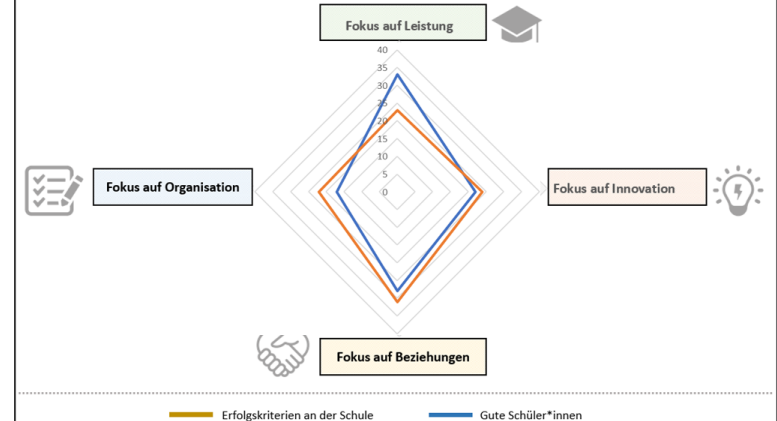 Fokus auf Leistung
40
35
30
25
20
15
10
5
0
Fokus auf Organisation
Fokus auf Innovation
Fokus auf Beziehungen
Erfolgskriterien an der Schule
Gute Schüler*innen